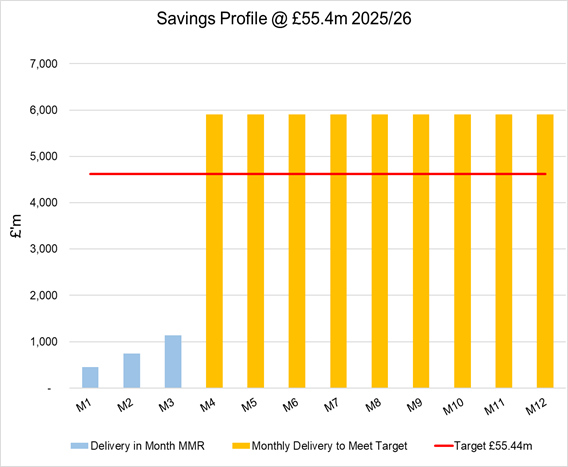 Savings Profile @ £55.4m 2025/26
7,000
6,000
5,000
4,000
3,000
2,000
1,000
-
£'m
M1 M2 M3 M4 M5 M6 M7 M8 M9 M10 M11 M12
Delivery in Month MMR Monthly Delivery to Meet Target Target £55.44m